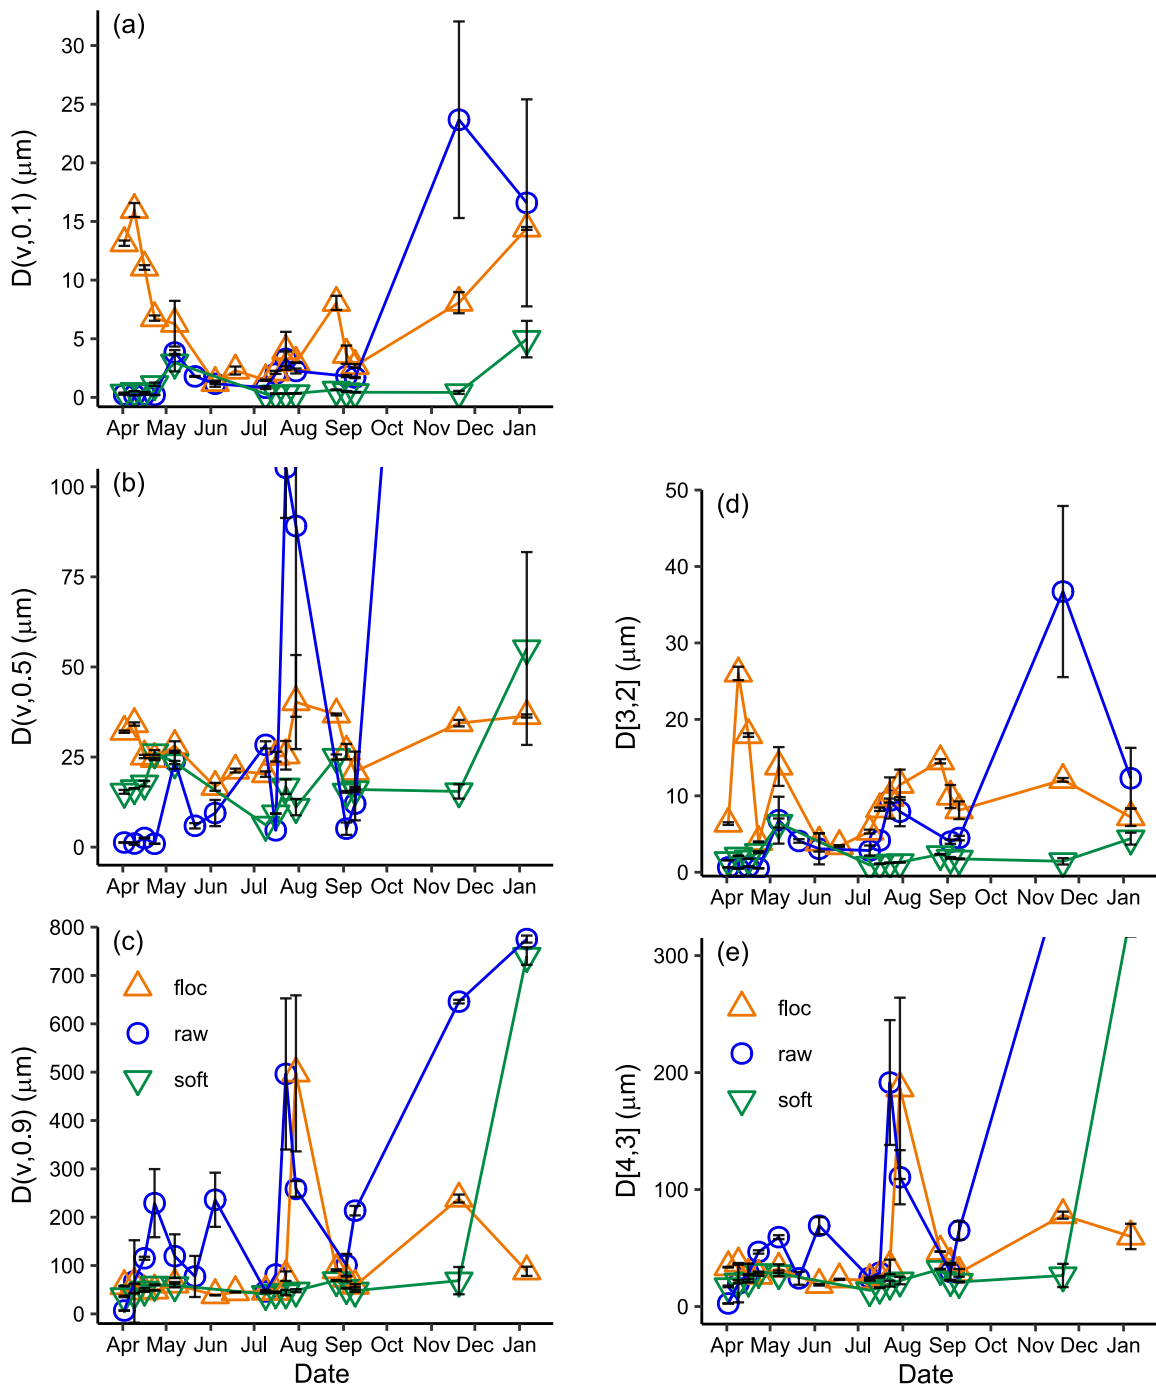 (a)
D(v,0.1) (μm)
30
25
20
15
10
5
0
Apr May Jun Jul Aug Sep Oct Nov Dec Jan
(b)
D(v,0.5) (μm)
100
75
50
25
0
Apr May Jun Jul Aug Sep Oct Nov Dec Jan
(c)
D(v,0.9) (μm)
800
700
600
500
400
300
200
100
0
floc
raw
soft
Apr May Jun Jul Aug Sep Oct Nov Dec Jan
Date
(d)
D[3,2] (μm)
50
40
30
20
10
0
Apr May Jun Jul Aug Sep Oct Nov Dec Jan
(e)
D[4,3] (μm)
300
200
100
0
floc
raw
soft
Apr May Jun Jul Aug Sep Oct Nov Dec Jan
Date